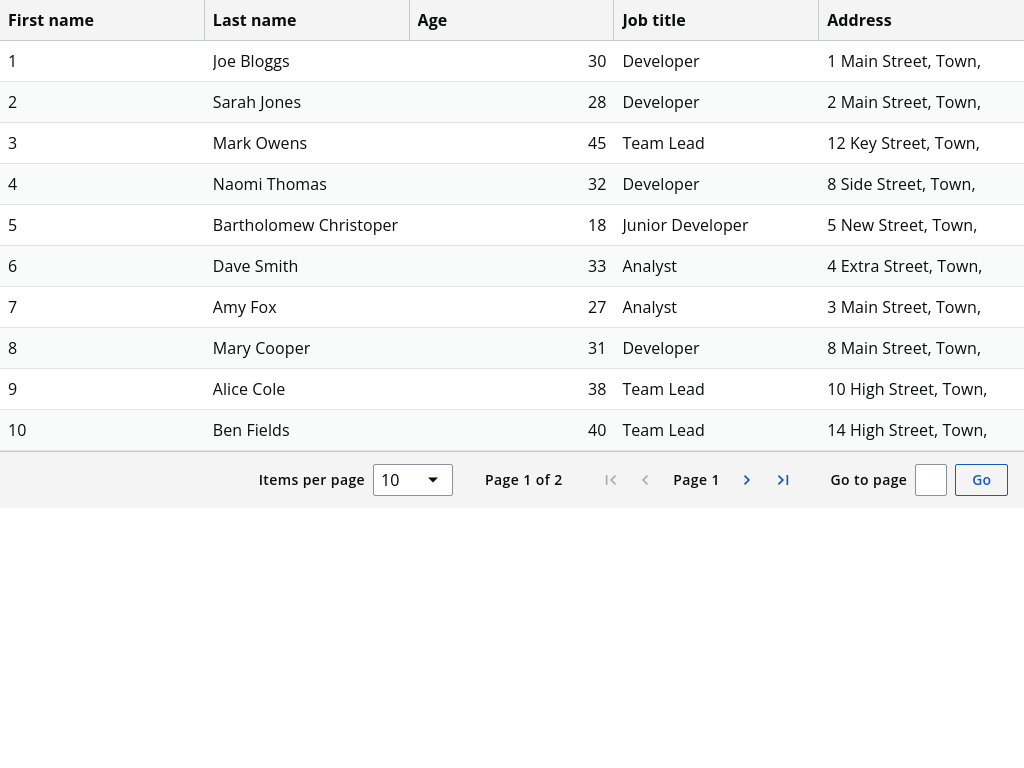 First name Last name Age Job title Address
1 Joe Bloggs 30 Developer 1 Main Street, Town,
2 Sarah Jones 28 Developer 2 Main Street, Town,
3 Mark Owens 45 Team Lead 12 Key Street, Town,
4 Naomi Thomas 32 Developer 8 Side Street, Town,
5 Bartholomew Christoper 18 Junior Developer 5 New Street, Town,
6 Dave Smith 33 Analyst 4 Extra Street, Town,
7 Amy Fox 27 Analyst 3 Main Street, Town,
8 Mary Cooper 31 Developer 8 Main Street, Town,
9 Alice Cole 38 Team Lead 10 High Street, Town,
10 Ben Fields 40 Team Lead 14 High Street, Town,
Items per page 10 Page 1 of 2 Page 1 Go to page Go